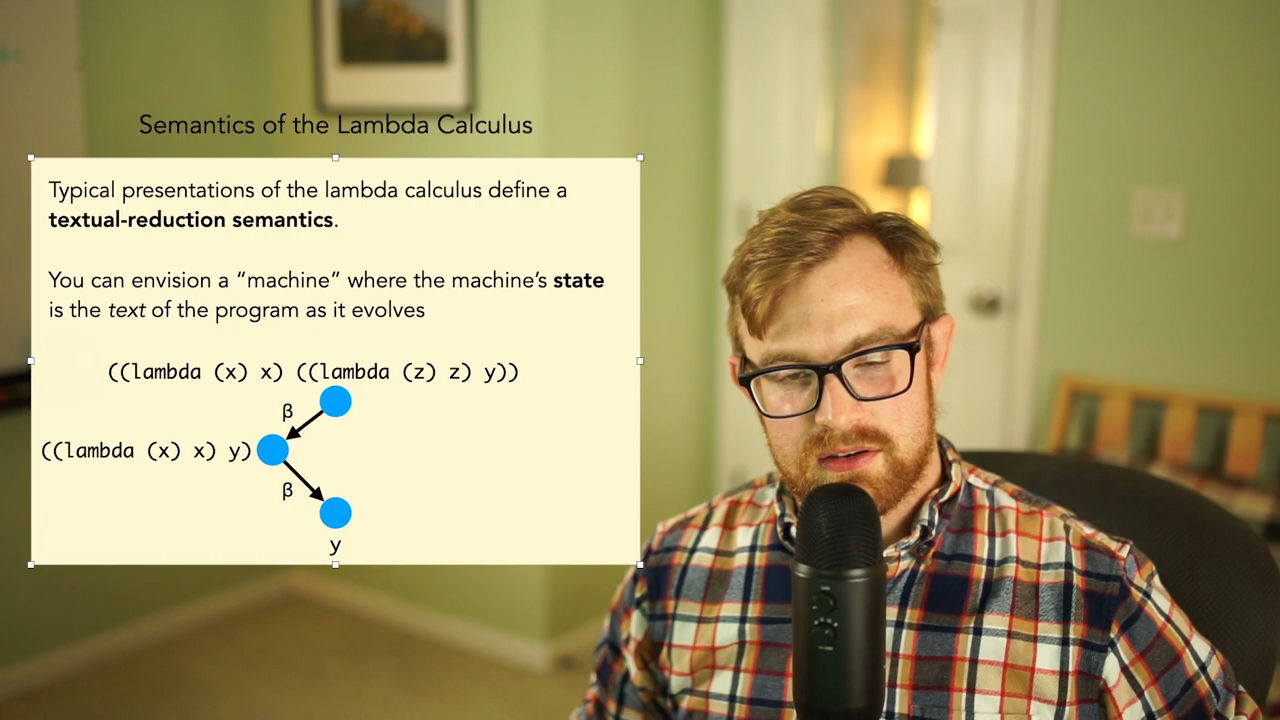 Semantics of the Lambda Calculus
Typical presentations of the lambda calculus define a
textual-reduction semantics.
You can envision a “machine” where the machine’s state
is the text of the program as it evolves
((lambda (x) x) ((lambda (z) z) y))
β
((lambda (x) x) y)
β
y